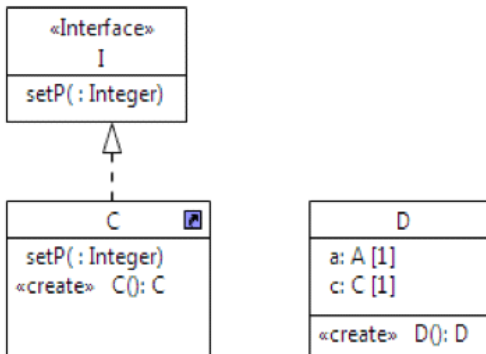 «Interface»
I
setP( : Integer)
C
setP( : Integer)
«create» C(): C
D
a: A [1]
c: C [1]
«create» D(): D